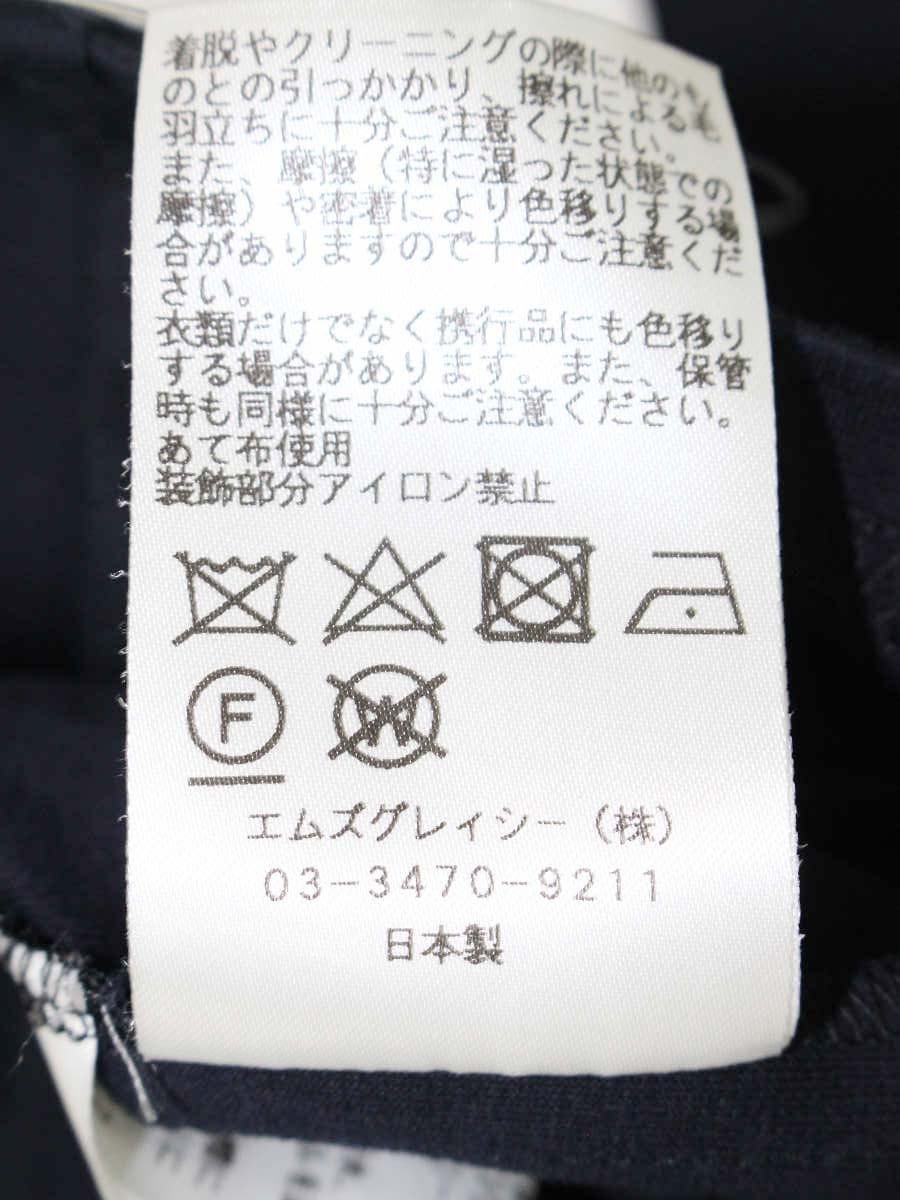 着脱やクリーニングの際に他のも
のとの引っかかり、擦れによる毛
羽立ちに十分ご注意ください。
また、摩擦（特に湿った状態での
摩擦）や密着により色移りする場
合がありますので十分ご注意くだ
さい。
衣類だけでなく携行品にも色移り
する場合があります。また、保管
時も同様に十分ご注意ください。
あて布使用
装飾部分アイロン禁止
F W
エムズグレイシー（株）
03-3470-9211
日本製